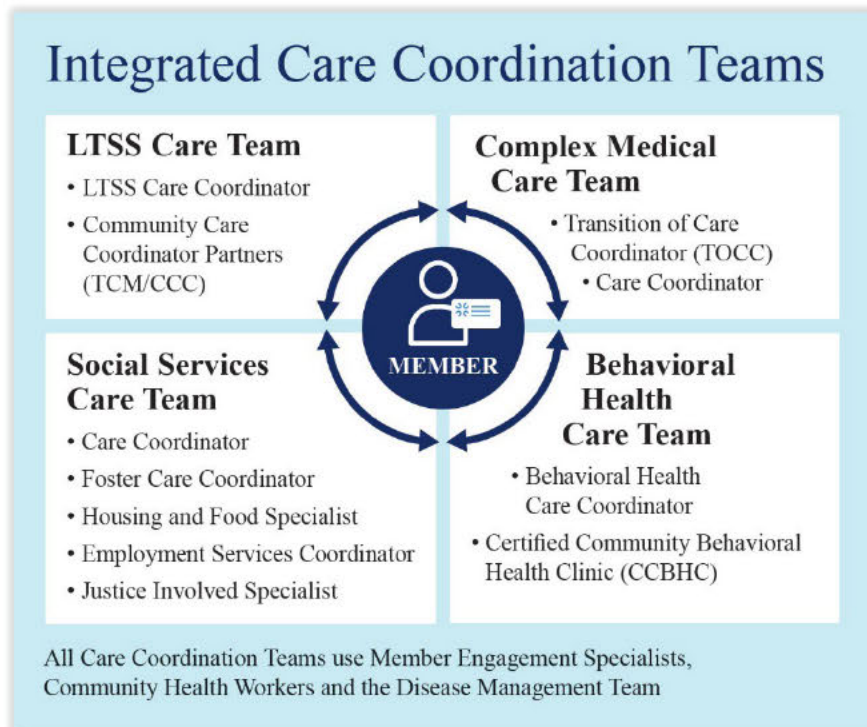 Integrated Care Coordination Teams
LTSS Care Team
• LTSS Care Coordinator
• Community Care
Coordinator Partners
(TCM/CCC)
Complex Medical
Care Team
• Transition of Care
Coordinator (TOCC)
• Care Coordinator
MEMBER
Social Services
Care Team
• Care Coordinator
• Foster Care Coordinator
• Housing and Food Specialist
• Employment Services Coordinator
• Justice Involved Specialist
Behavioral
Health
Care Team
• Behavioral Health
Care Coordinator
• Certified Community Behavioral
Health Clinic (CCBHC)
All Care Coordination Teams use Member Engagement Specialists,
Community Health Workers and the Disease Management Team